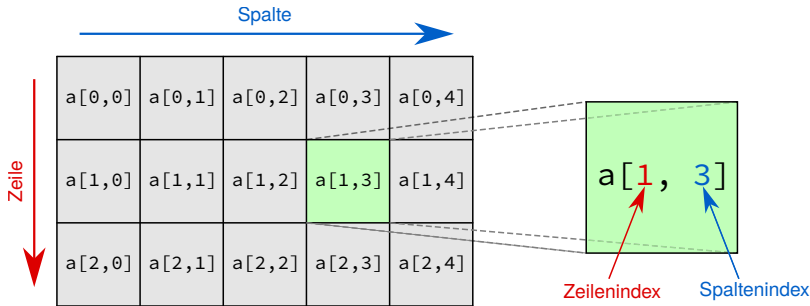 Spalte
Zeile
a[0,0] a[0,1] a[0,2] a[0,3] a[0,4]
a[1,0] a[1,1] a[1,2] a[1,3] a[1,4]
a[2,0] a[2,1] a[2,2] a[2,3] a[2,4]
a[1, 3]
Zeilenindex
Spaltenindex